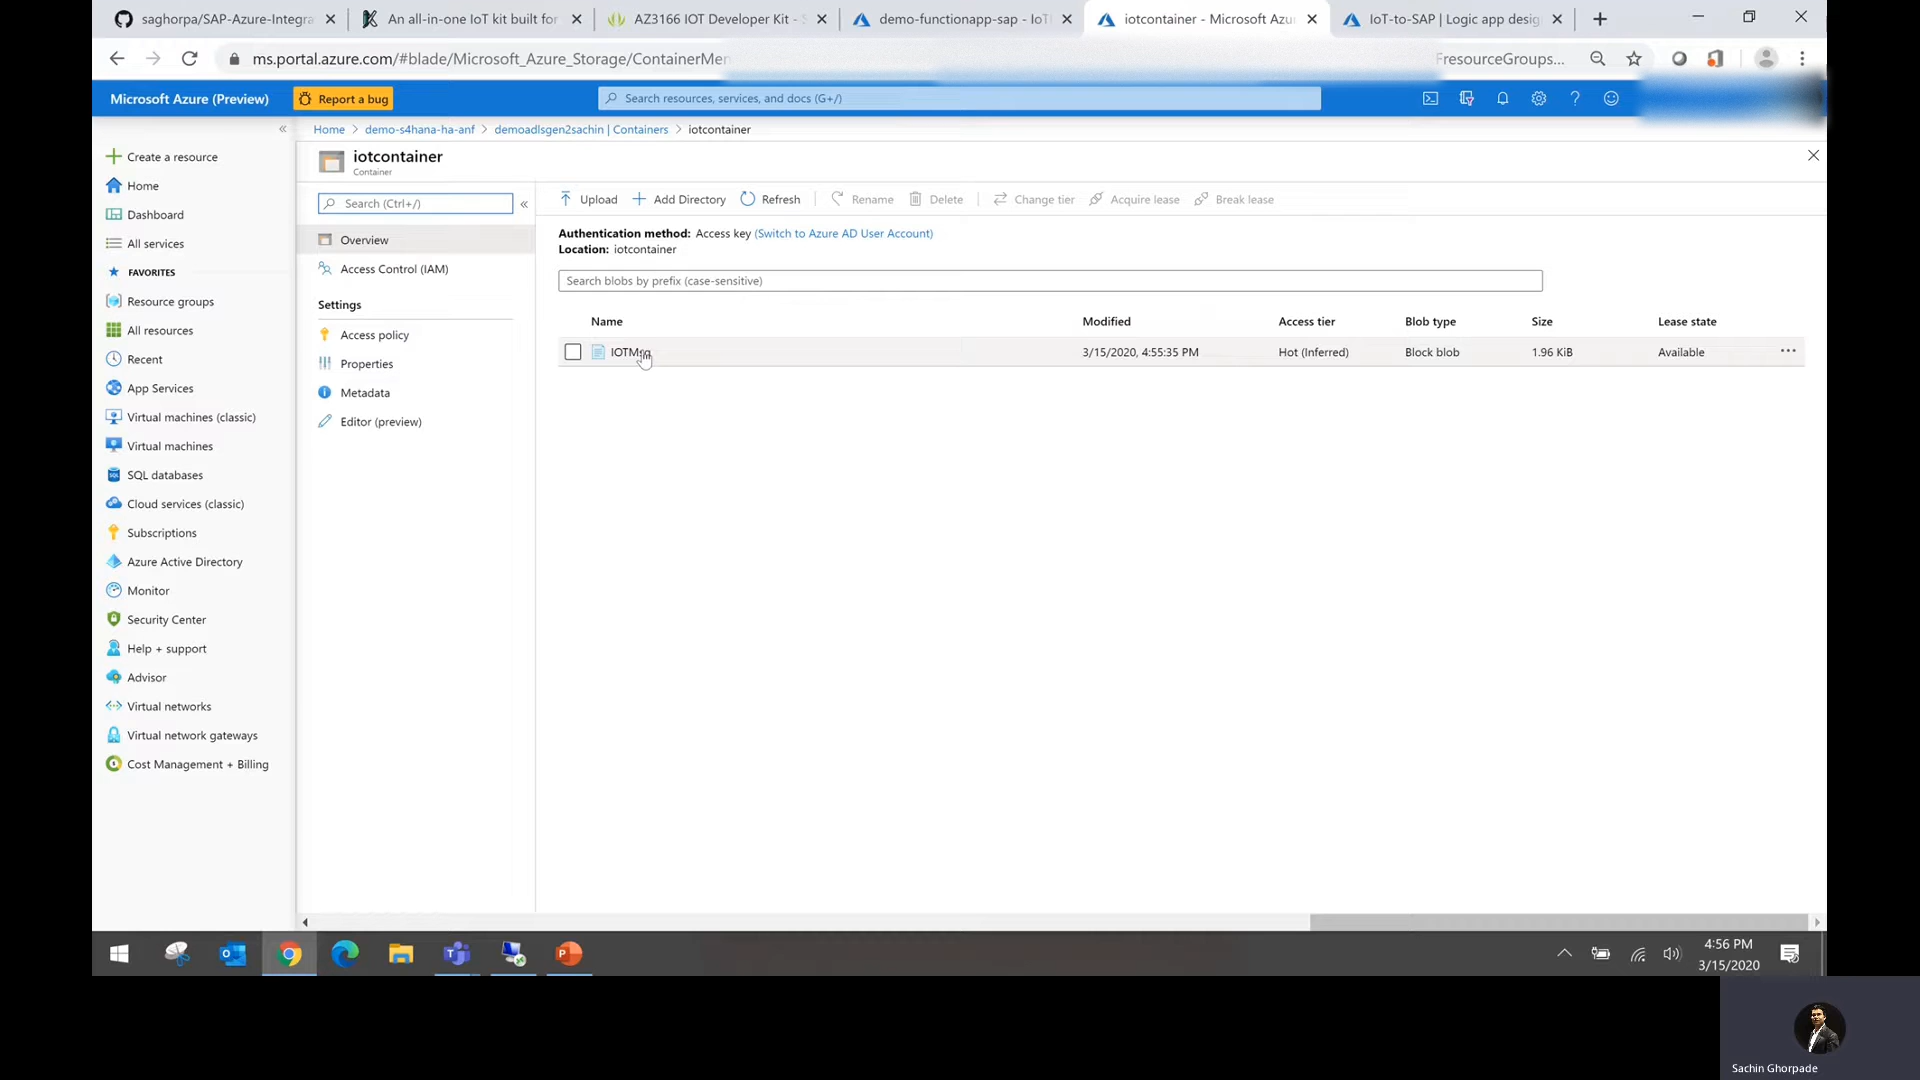 saghorpa/SAP-Azure-Integra
An all-in-one IoT kit built for
AZ3166 IOT Developer Kit - S
demo-functionapp-sap - IoTI
iotcontainer - Microsoft Azu
IoT-to-SAP | Logic app desig
ms.portal.azure.com/#blade/Microsoft_Azure_Storage/ContainerMen
FresourceGroups...
Microsoft Azure (Preview)
Report a bug
Search resources, services, and docs (G+/)
Home > demo-s4hana-ha-anf > demoadlsgen2sachin | Containers > iotcontainer
Create a resource
Home
Dashboard
All services
FAVORITES
Resource groups
All resources
Recent
App Services
Virtual machines (classic)
Virtual machines
SQL databases
Cloud services (classic)
Subscriptions
Azure Active Directory
Monitor
Security Center
Help + support
Advisor
Virtual networks
Virtual network gateways
Cost Management + Billing
iotcontainer
Container
Search (Ctrl+/)
Overview
Access Control (IAM)
Settings
Access policy
Properties
Metadata
Editor (preview)
Upload Add Directory Refresh Rename Delete Change tier Acquire lease Break lease
Authentication method: Access key (Switch to Azure AD User Account)
Location: iotcontainer
Search blobs by prefix (case-sensitive)
Name Modified Access tier Blob type Size Lease state
IOTMsg 3/15/2020, 4:55:35 PM Hot (Inferred) Block blob 1.96 KiB Available
4:56 PM
3/15/2020
Sachin Ghorpade